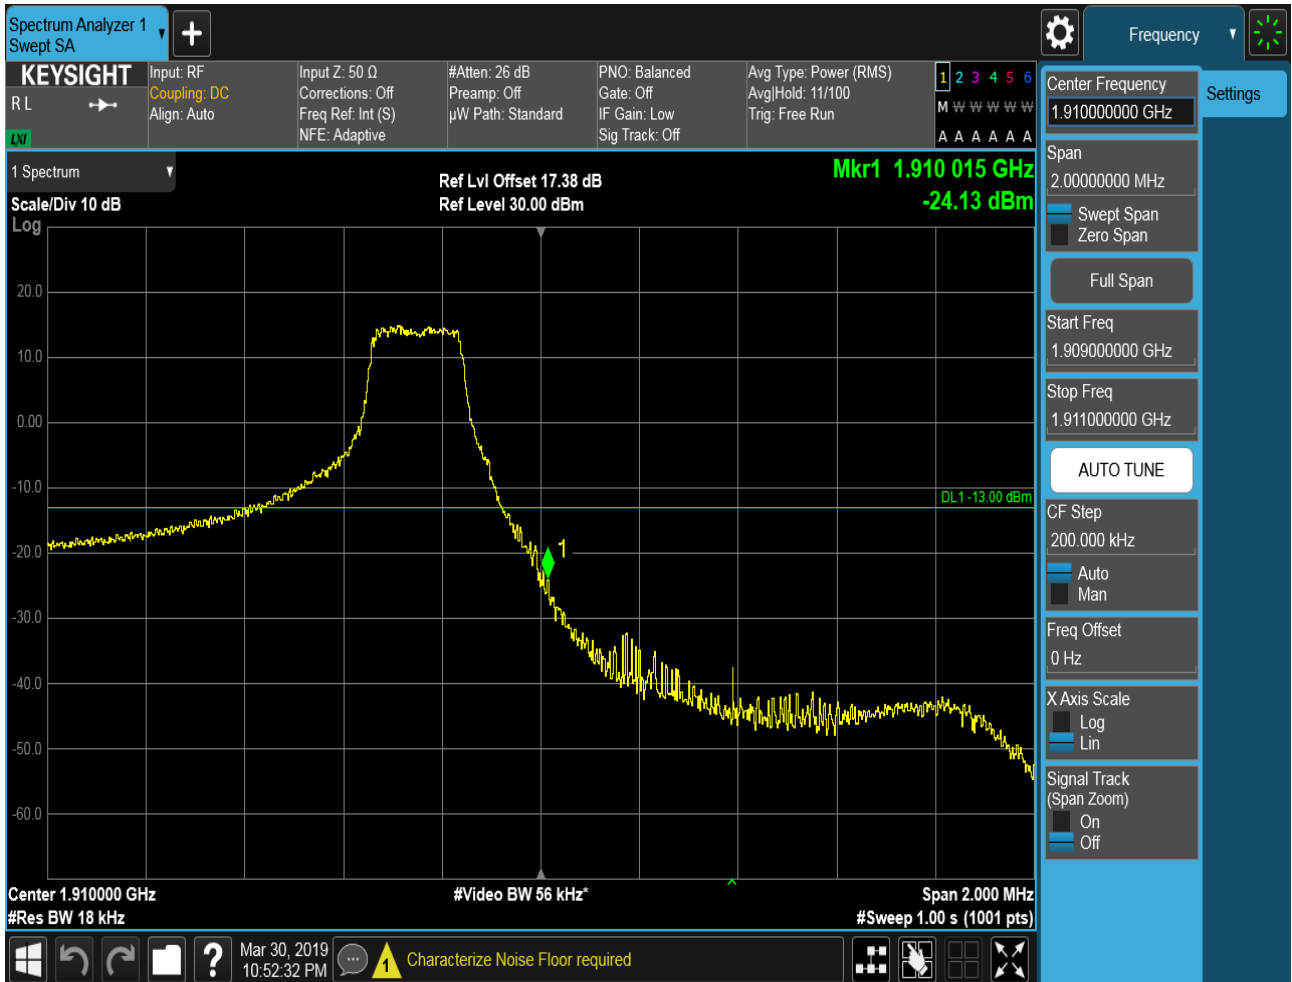 Spectrum Analyzer 1
Swept SA
+
Frequency
KEYSIGHT
R L
LXI
Input: RF
Coupling: DC
Align: Auto
Input Z: 50 Ω
Corrections: Off
Freq Ref: Int (S)
NFE: Adaptive
#Atten: 26 dB
Preamp: Off
µW Path: Standard
PNO: Balanced
Gate: Off
IF Gain: Low
Sig Track: Off
Avg Type: Power (RMS)
Avg|Hold: 11/100
Trig: Free Run
1 2 3 4 5 6
M W W W W W
A A A A A A
1 Spectrum
Scale/Div 10 dB
Log
Ref Lvl Offset 17.38 dB
Ref Level 30.00 dBm
Mkr1 1.910 015 GHz
-24.13 dBm
20.0
10.0
0.00
-10.0
-20.0
-30.0
-40.0
-50.0
-60.0
DL1 -13.00 dBm
1
Center 1.910000 GHz
#Res BW 18 kHz
#Video BW 56 kHz*
Span 2.000 MHz
#Sweep 1.00 s (1001 pts)
Center Frequency
1.910000000 GHz
Settings
Span
2.00000000 MHz
Swept Span
Zero Span
Full Span
Start Freq
1.909000000 GHz
Stop Freq
1.911000000 GHz
AUTO TUNE
CF Step
200.000 kHz
Auto
Man
Freq Offset
0 Hz
X Axis Scale
Log
Lin
Signal Track
(Span Zoom)
On
Off
?
Mar 30, 2019
10:52:32 PM
1
Characterize Noise Floor required